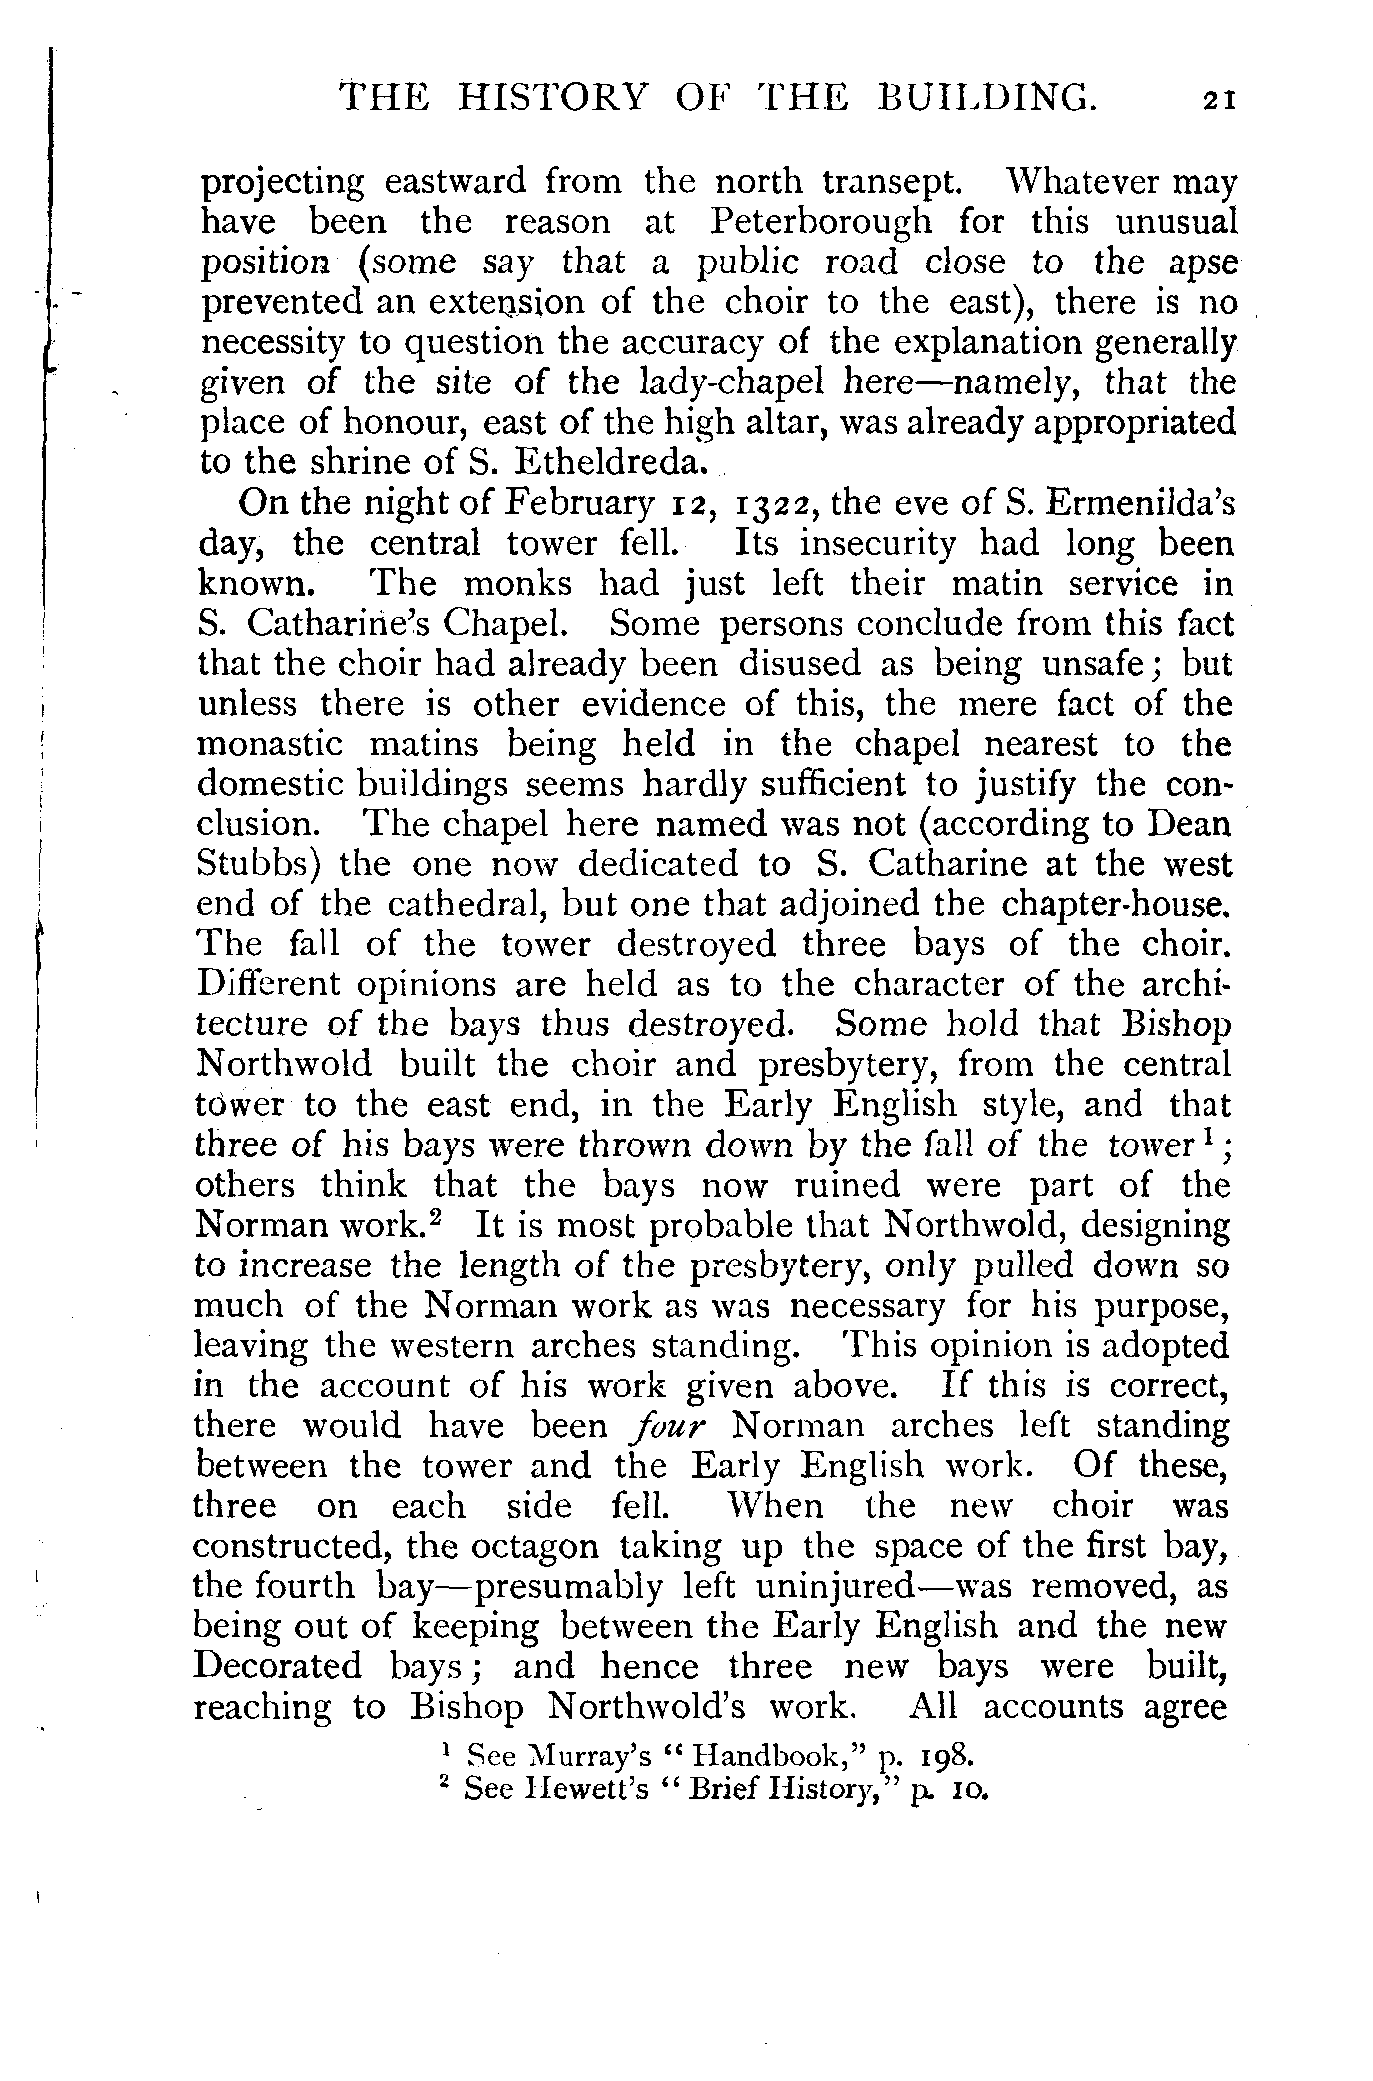 THE HISTORY OF THE BUILDING. 21
projecting eastward from the north transept. Whatever may
have been the reason at Peterborough for this unusual
position (some say that a public road close to the apse
prevented an extension of the choir to the east), there is no
necessity to question the accuracy of the explanation generally
given of the site of the lady-chapel here—namely, that the
place of honour, east of the high altar, was already appropriated
to the shrine of S. Etheldreda.
On the night of February 12, 1322, the eve of S. Ermenilda's
day, the central tower fell. Its insecurity had long been
known. The monks had just left their matin service in
S. Catharine's Chapel. Some persons conclude from this fact
that the choir had already been disused as being unsafe; but
unless there is other evidence of this, the mere fact of the
monastic matins being held in the chapel nearest to the
domestic buildings seems hardly sufficient to justify the con-
clusion. The chapel here named was not (according to Dean
Stubbs) the one now dedicated to S. Catharine at the west
end of the cathedral, but one that adjoined the chapter-house.
The fall of the tower destroyed three bays of the choir.
Different opinions are held as to the character of the archi-
tecture of the bays thus destroyed. Some hold that Bishop
Northwold built the choir and presbytery, from the central
tower to the east end, in the Early English style, and that
three of his bays were thrown down by the fall of the tower¹;
others think that the bays now ruined were part of the
Norman work.² It is most probable that Northwold, designing
to increase the length of the presbytery, only pulled down so
much of the Norman work as was necessary for his purpose,
leaving the western arches standing. This opinion is adopted
in the account of his work given above. If this is correct,
there would have been four Norman arches left standing
between the tower and the Early English work. Of these,
three on each side fell. When the new choir was
constructed, the octagon taking up the space of the first bay,
the fourth bay—presumably left uninjured—was removed, as
being out of keeping between the Early English and the new
Decorated bays; and hence three new bays were built,
reaching to Bishop Northwold's work. All accounts agree
¹ See Murray's "Handbook," p. 198.
² See Hewett's "Brief History," p. 10.